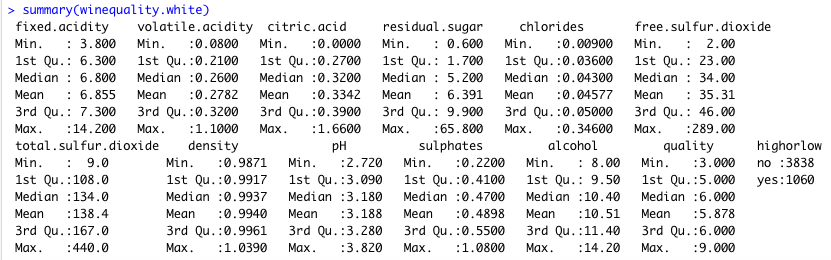 > summary(winequality.white)
fixed.acidity volatile.acidity citric.acid residual.sugar chlorides free.sulfur.dioxide
Min. : 3.800 Min. :0.0800 Min. :0.0000 Min. : 0.600 Min. :0.00900 Min. : 2.00
1st Qu.: 6.300 1st Qu.:0.2100 1st Qu.:0.2700 1st Qu.: 1.700 1st Qu.:0.03600 1st Qu.: 23.00
Median : 6.800 Median :0.2600 Median :0.3200 Median : 5.200 Median :0.04300 Median : 34.00
Mean : 6.855 Mean :0.2782 Mean :0.3342 Mean : 6.391 Mean :0.04577 Mean : 35.31
3rd Qu.: 7.300 3rd Qu.:0.3200 3rd Qu.:0.3900 3rd Qu.: 9.900 3rd Qu.:0.05000 3rd Qu.: 46.00
Max. :14.200 Max. :1.1000 Max. :1.6600 Max. :65.800 Max. :0.34600 Max. :289.00
total.sulfur.dioxide density pH sulphates alcohol quality highorlow
Min. : 9.0 Min. :0.9871 Min. :2.720 Min. :0.2200 Min. : 8.00 Min. :3.000 no :3838
1st Qu.:108.0 1st Qu.:0.9917 1st Qu.:3.090 1st Qu.:0.4100 1st Qu.: 9.50 1st Qu.:5.000 yes:1060
Median :134.0 Median :0.9937 Median :3.180 Median :0.4700 Median :10.40 Median :6.000
Mean :138.4 Mean :0.9940 Mean :3.188 Mean :0.4898 Mean :10.51 Mean :5.878
3rd Qu.:167.0 3rd Qu.:0.9961 3rd Qu.:3.280 3rd Qu.:0.5500 3rd Qu.:11.40 3rd Qu.:6.000
Max. :440.0 Max. :1.0390 Max. :3.820 Max. :1.0800 Max. :14.20 Max. :9.000